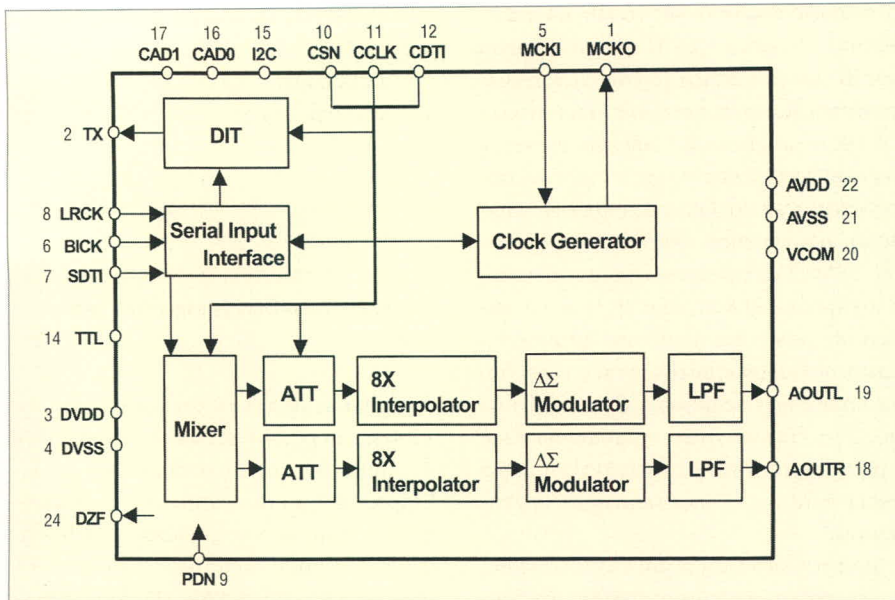 17 16 15 10 11 12 5 1
CAD1 CAD0 I2C CSN CCLK CDTI MCKI MCKO
2 TX
DIT
8 LRCK
6 BICK
7 SDTI
Serial Input
Interface
Clock Generator
AVDD 22
AVSS 21
VCOM 20
14 TTL
3 DVDD
4 DVSS
24 DZF
Mixer
ATT
8X
Interpolator
ΔΣ
Modulator
LPF
AOUTL 19
ATT
8X
Interpolator
ΔΣ
Modulator
LPF
AOUTR 18
PDN 9